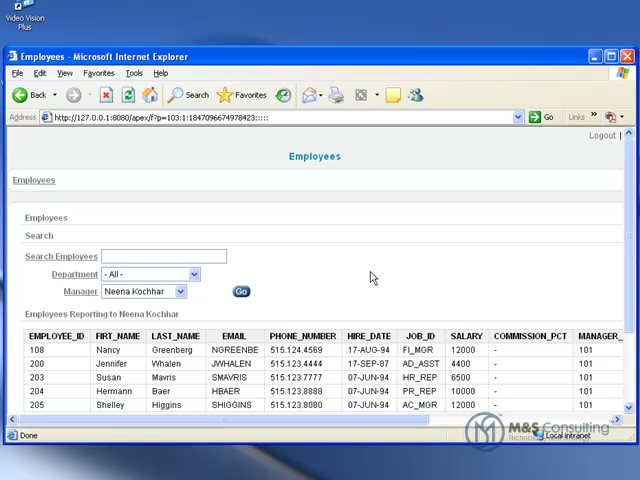 Video Vision
Plus
Employees - Microsoft Internet Explorer
File Edit View Favorites Tools Help
Back Search Favorites
Address http://127.0.0.1:8080/apex/f?p=103:1:1847096674978423::::: Go Links »
Logout
Employees
Employees
Employees
Search
Search Employees
Department - All -
Manager Neena Kochhar Go
Employees Reporting to Neena Kochhar
EMPLOYEE_ID FIRT_NAME LAST_NAME EMAIL PHONE_NUMBER HIRE_DATE JOB_ID SALARY COMMISSION_PCT MANAGER_
108 Nancy Greenberg NGREENBE 515.124.4569 17-AUG-94 FI_MGR 12000 - 101
200 Jennifer Whalen JWHALEN 515.123.4444 17-SEP-87 AD_ASST 4400 - 101
203 Susan Mavris SMAVRIS 515.123.7777 07-JUN-94 HR_REP 6500 - 101
204 Hermann Baer HBAER 515.123.8888 07-JUN-94 PR_REP 10000 - 101
205 Shelley Higgins SHIGGINS 515.123.8080 07-JUN-94 AC_MGR 12000 - 101
M&S Consulting
Done Local intranet